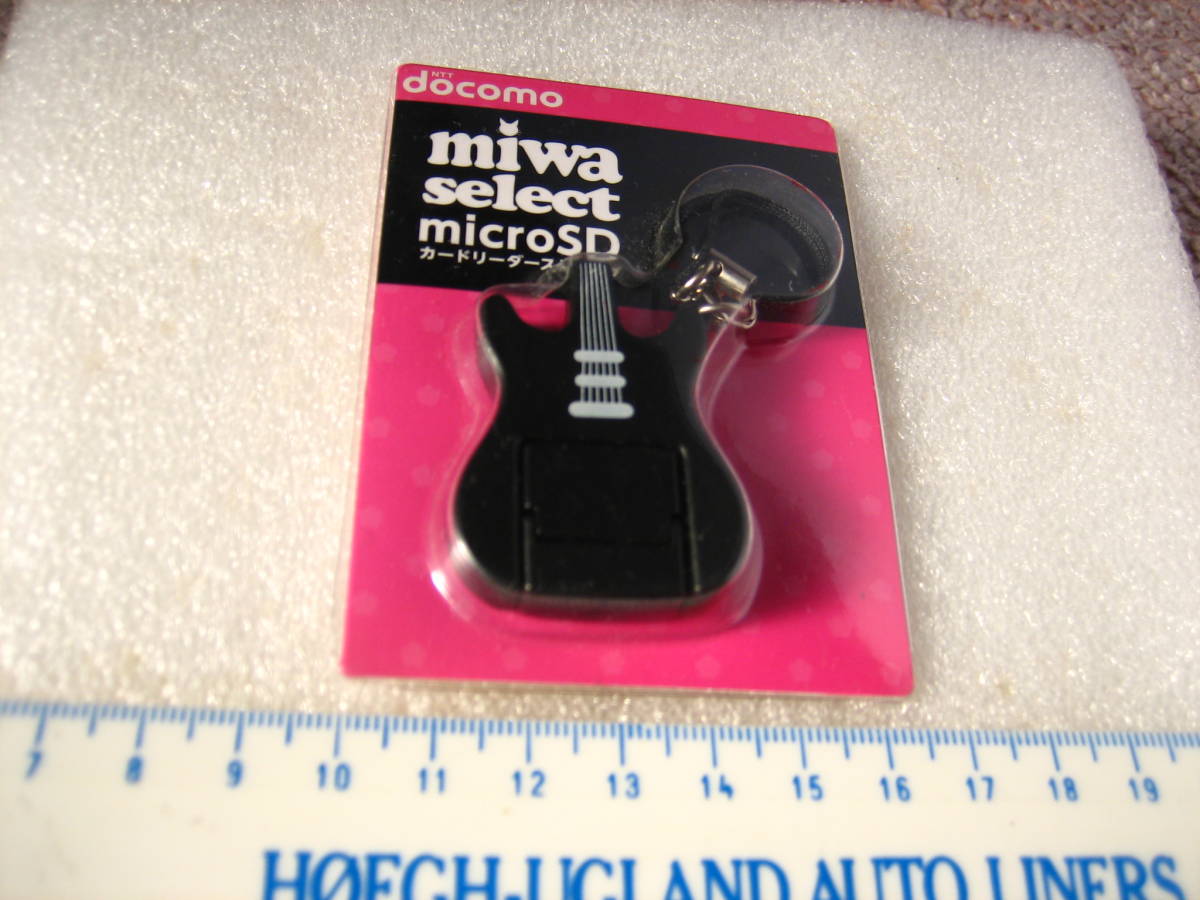 NTT
docomo
miwa
select
microSD
カードリーダース
7 8 9 10 11 12 13 14 15 16 17 18 19
HØEGH-UGLAND AUTO LINERS